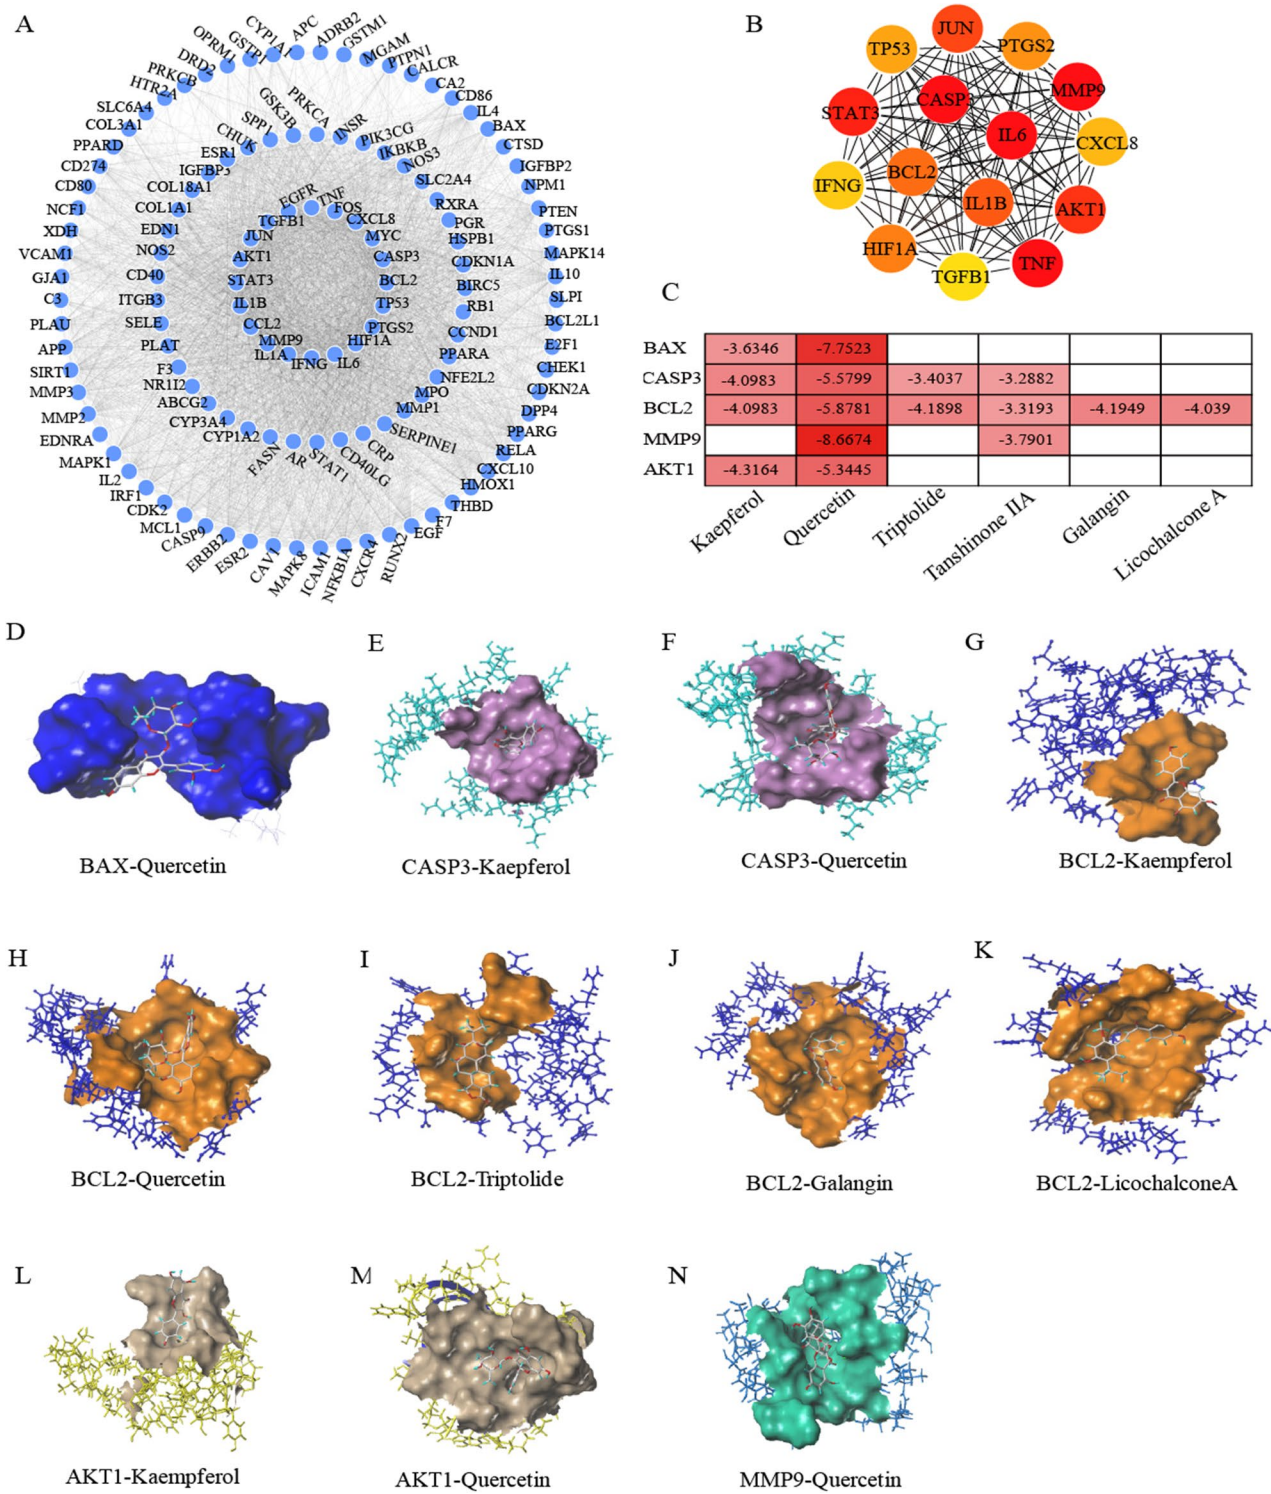 A
APC
ADRB2
GSTM1
MGAM
PTPN1
CALCR
CA2
CD86
IL4
BAX
CTSD
IGFBP2
NPM1
PTEN
PTGS1
MAPK14
IL10
SLPI
BCL2L1
E2F1
CHEK1
CDKN2A
DPP4
PPARG
RELA
CXCL10
HMOX1
THBD
F7
EGF
RUNX2
CXCR4
NFKBIA
ICAM1
MAPK8
CAV1
ESR2
ERBB2
CASP9
MCL1
CDK2
IRF1
IL2
MAPK1
EDNRA
MMP2
MMP3
SIRT1
APP
PLAU
C3
GJA1
VCAM1
XDH
NCF1
CD80
CD274
PPARD
COL3A1
SLC6A4
HTR2A
PRKCB
DRD2
OPRM1
GSTP1
CYP1A1
PRKCA
INSR
PIK3CG
IKBKB
NOS3
SLC2A4
RXRA
PGR
HSPB1
CDKN1A
BIRC5
RB1
CCND1
PPARA
NFE2L2
MPO
MMP1
SERPINE1
CRP
CD40LG
STAT1
AR
FASN
CYP1A2
CYP3A4
ABCG2
NR1I2
F3
PLAT
SELE
ITGB3
CD40
NOS2
EDN1
COL1A1
COL18A1
IGFBP3
ESR1
CHUK
SPP1
GSK3B
EGFR
TNF
FOS
CXCL8
MYC
CASP3
BCL2
TP53
PTGS2
HIF1A
IL6
IFNG
IL1A
MMP9
CCL2
IL1B
STAT3
AKT1
JUN
TGFB1
B
JUN
TP53
PTGS2
MMP9
CASP3
STAT3
IL6
CXCL8
BCL2
IFNG
IL1B
AKT1
HIF1A
TNF
TGFB1
C
BAX -3.6346 -7.7523
CASP3 -4.0983 -5.5799 -3.4037 -3.2882
BCL2 -4.0983 -5.8781 -4.1898 -3.3193 -4.1949 -4.039
MMP9 -8.6674 -3.7901
AKT1 -4.3164 -5.3445
Kaepferol Quercetin Triptolide Tanshinone IIA Galangin Licochalcone A
D
E
F
G
BAX-Quercetin
CASP3-Kaepferol
CASP3-Quercetin
BCL2-Kaempferol
H
I
J
K
BCL2-Quercetin
BCL2-Triptolide
BCL2-Galangin
BCL2-LicochalconeA
L
M
N
AKT1-Kaempferol
AKT1-Quercetin
MMP9-Quercetin